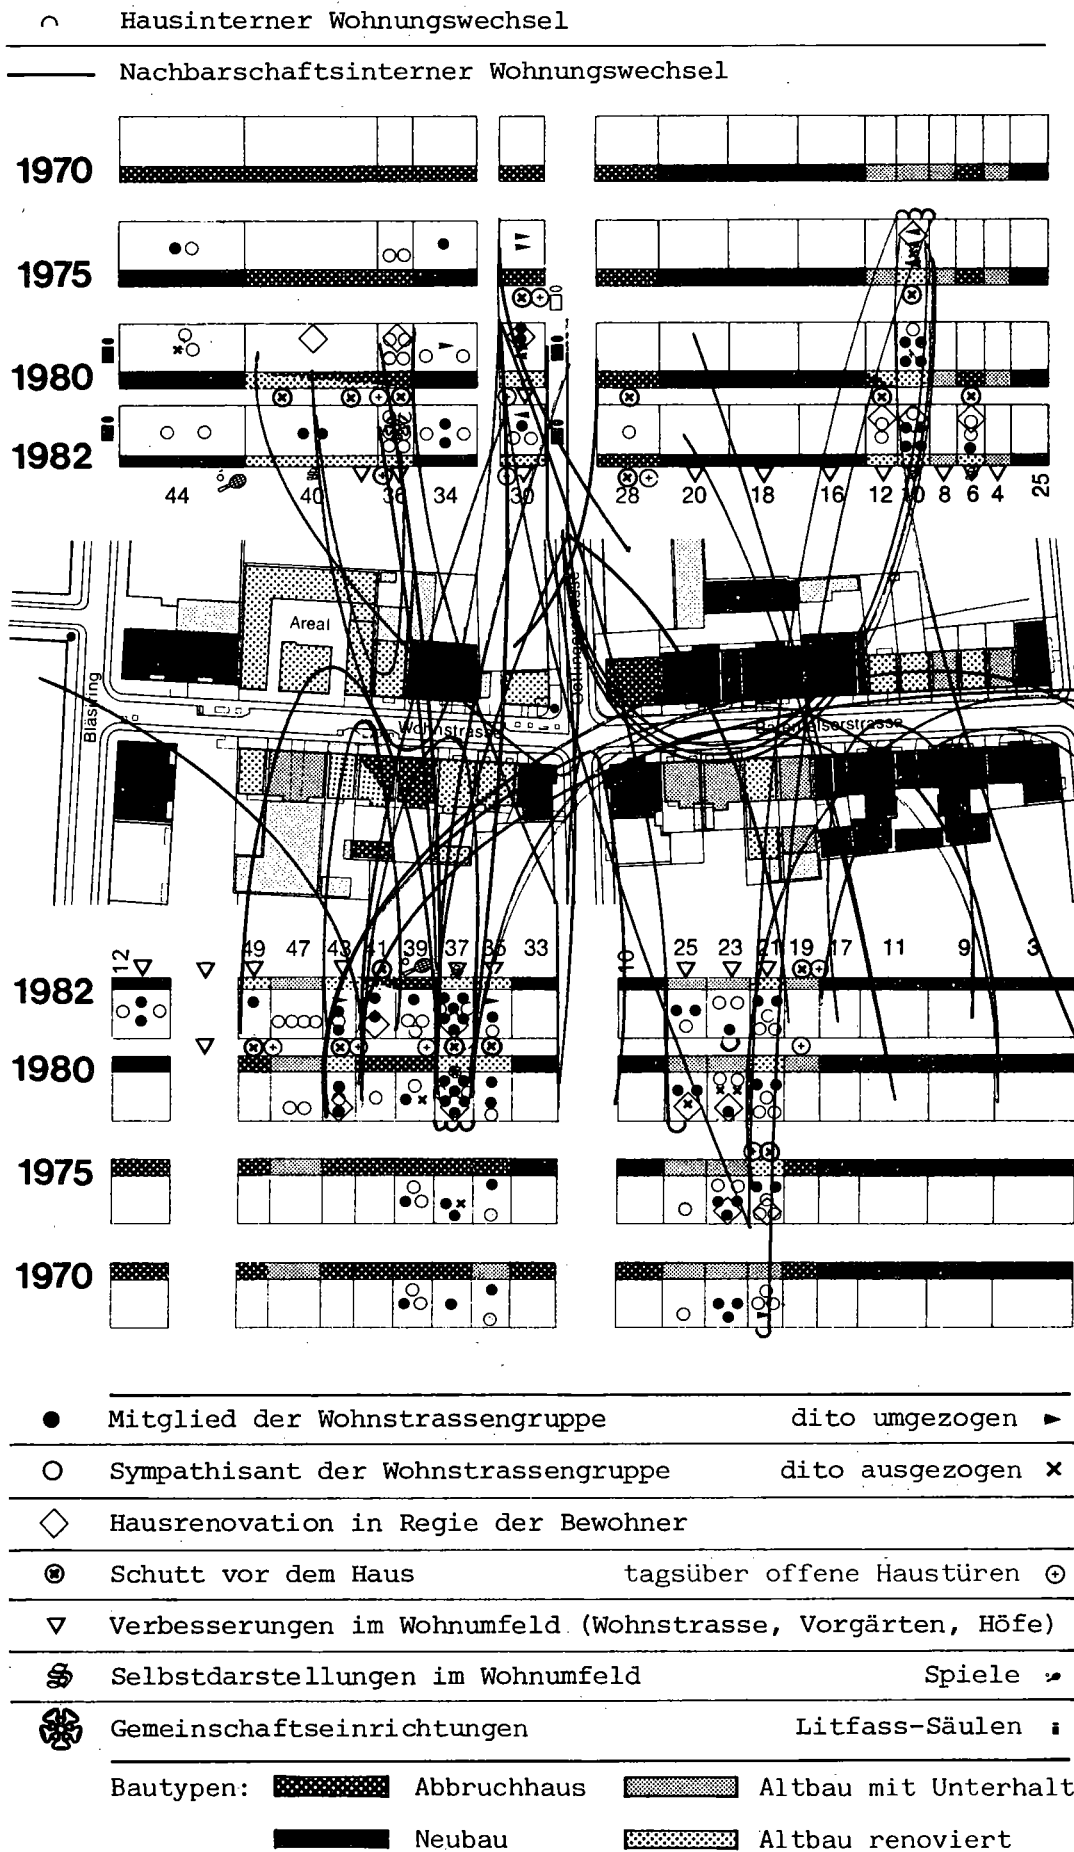 Hausinterner Wohnungswechsel
Nachbarschaftsinterner Wohnungswechsel
1970
1975
1980
1982
44 40 36 34 30 28 20 18 16 12 10 8 6 4 25
Areal
Bläsiring
Wohnstrasse
49 47 43 41 39 37 35 33 25 23 21 19 17 11 9 3
12 10
1982
1980
1975
1970
● Mitglied der Wohnstrassengruppe dito umgezogen
○ Sympathisant der Wohnstrassengruppe dito ausgezogen ×
Hausrenovation in Regie der Bewohner
Schutt vor dem Haus tagsüber offene Haustüren
Verbesserungen im Wohnumfeld (Wohnstrasse, Vorgärten, Höfe)
Selbstdarstellungen im Wohnumfeld Spiele
Gemeinschaftseinrichtungen Litfass-Säulen
Bautypen: Abbruchhaus Altbau mit Unterhalt
Neubau Altbau renoviert